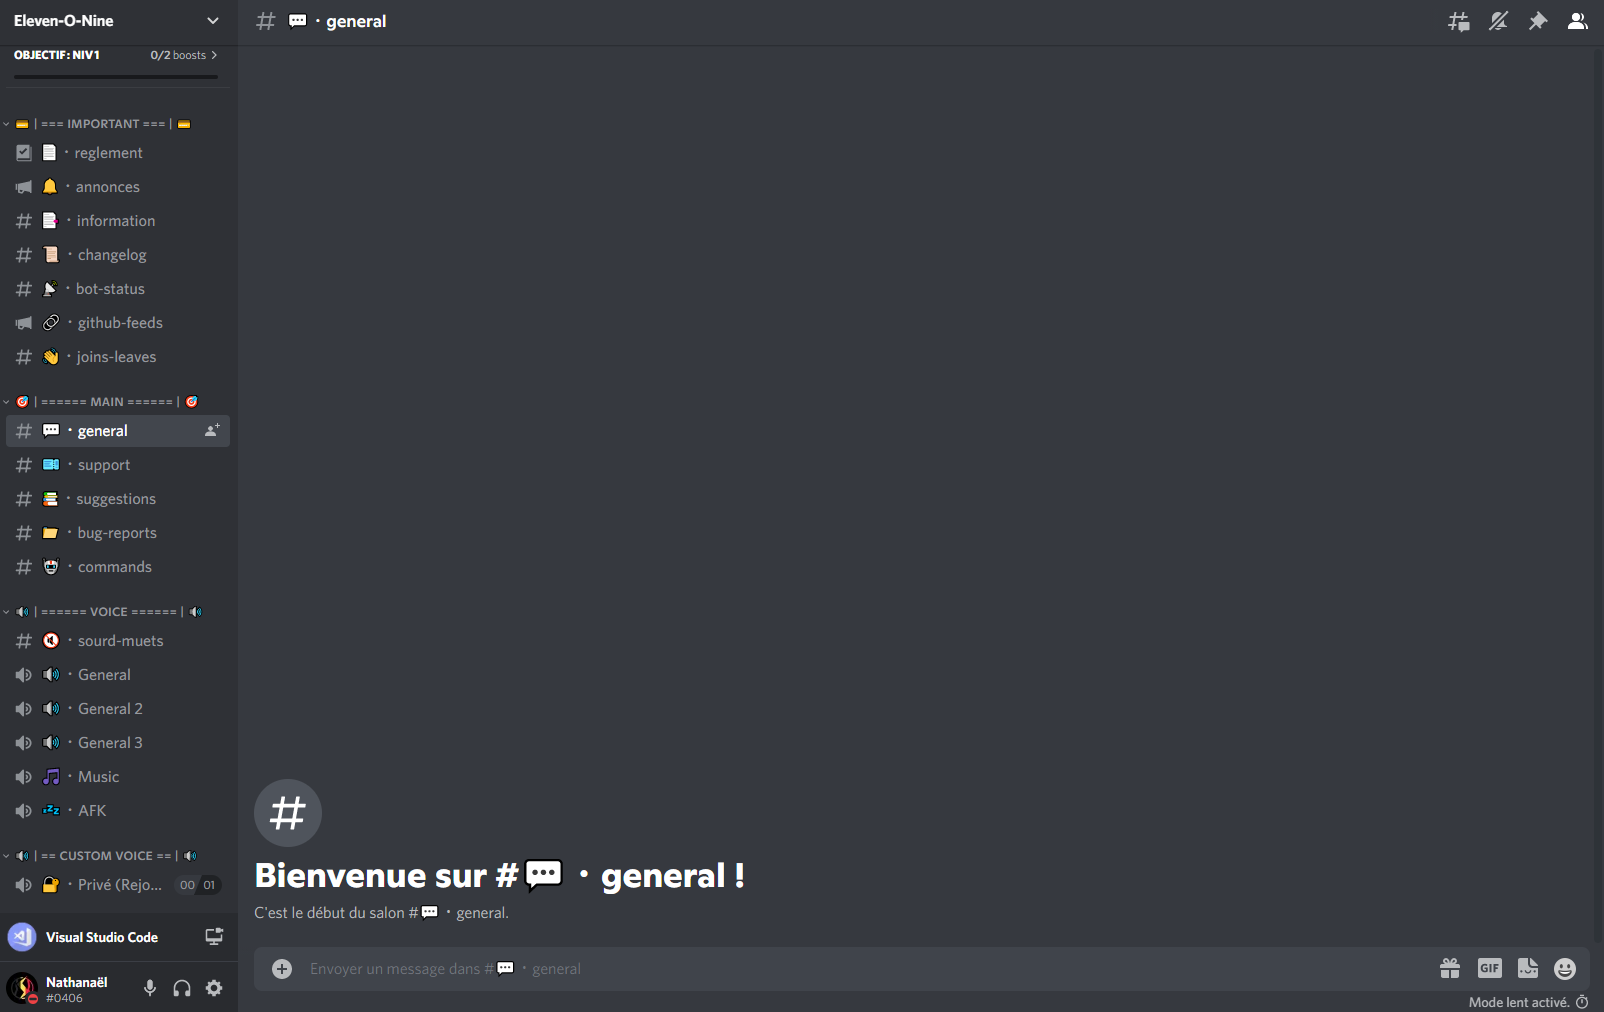 Eleven-O-Nine
OBJECTIF: NIV 1 0/2 boosts
| === IMPORTANT === |
・reglement
・annonces
・information
・changelog
・bot-status
・github-feeds
・joins-leaves
| ====== MAIN ====== |
・general
・support
・suggestions
・bug-reports
・commands
| ====== VOICE ====== |
・sourd-muets
・General
・General 2
・General 3
・Music
・AFK
| == CUSTOM VOICE == |
・Privé (Rejo... 00 01
Visual Studio Code
Nathanaël
#0406
# 💬・general
Bienvenue sur #💬・general !
C'est le début du salon #💬・general.
Envoyer un message dans #💬・general
GIF
Mode lent activé.